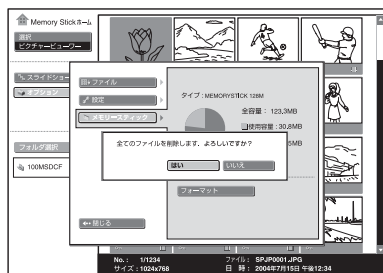 Memory Stickホーム
選択
ピクチャービューワー
スライドショー
オプション
フォルダ選択
100MSDCF
ファイル
設定
メモリースティック
閉じる
タイプ：MEMORYSTICK 128M
全容量：123,3MB
使用容量：30,8MB
5MB
全てのファイルを削除します．よろしいですか？
はい
いいえ
フォーマット
No.： 1/1234
サイズ：1024x768
ファイル： SPJP0001.JPG
日 時： 2004年7月15日 午後12:34